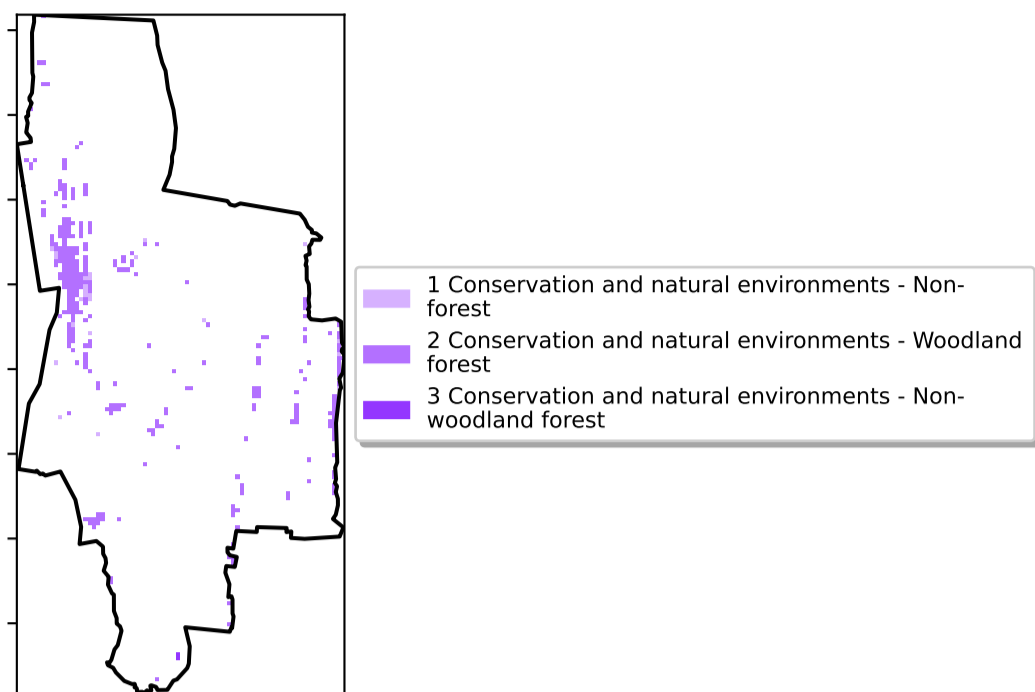 1 Conservation and natural environments - Non-
forest
2 Conservation and natural environments - Woodland
forest
3 Conservation and natural environments - Non-
woodland forest